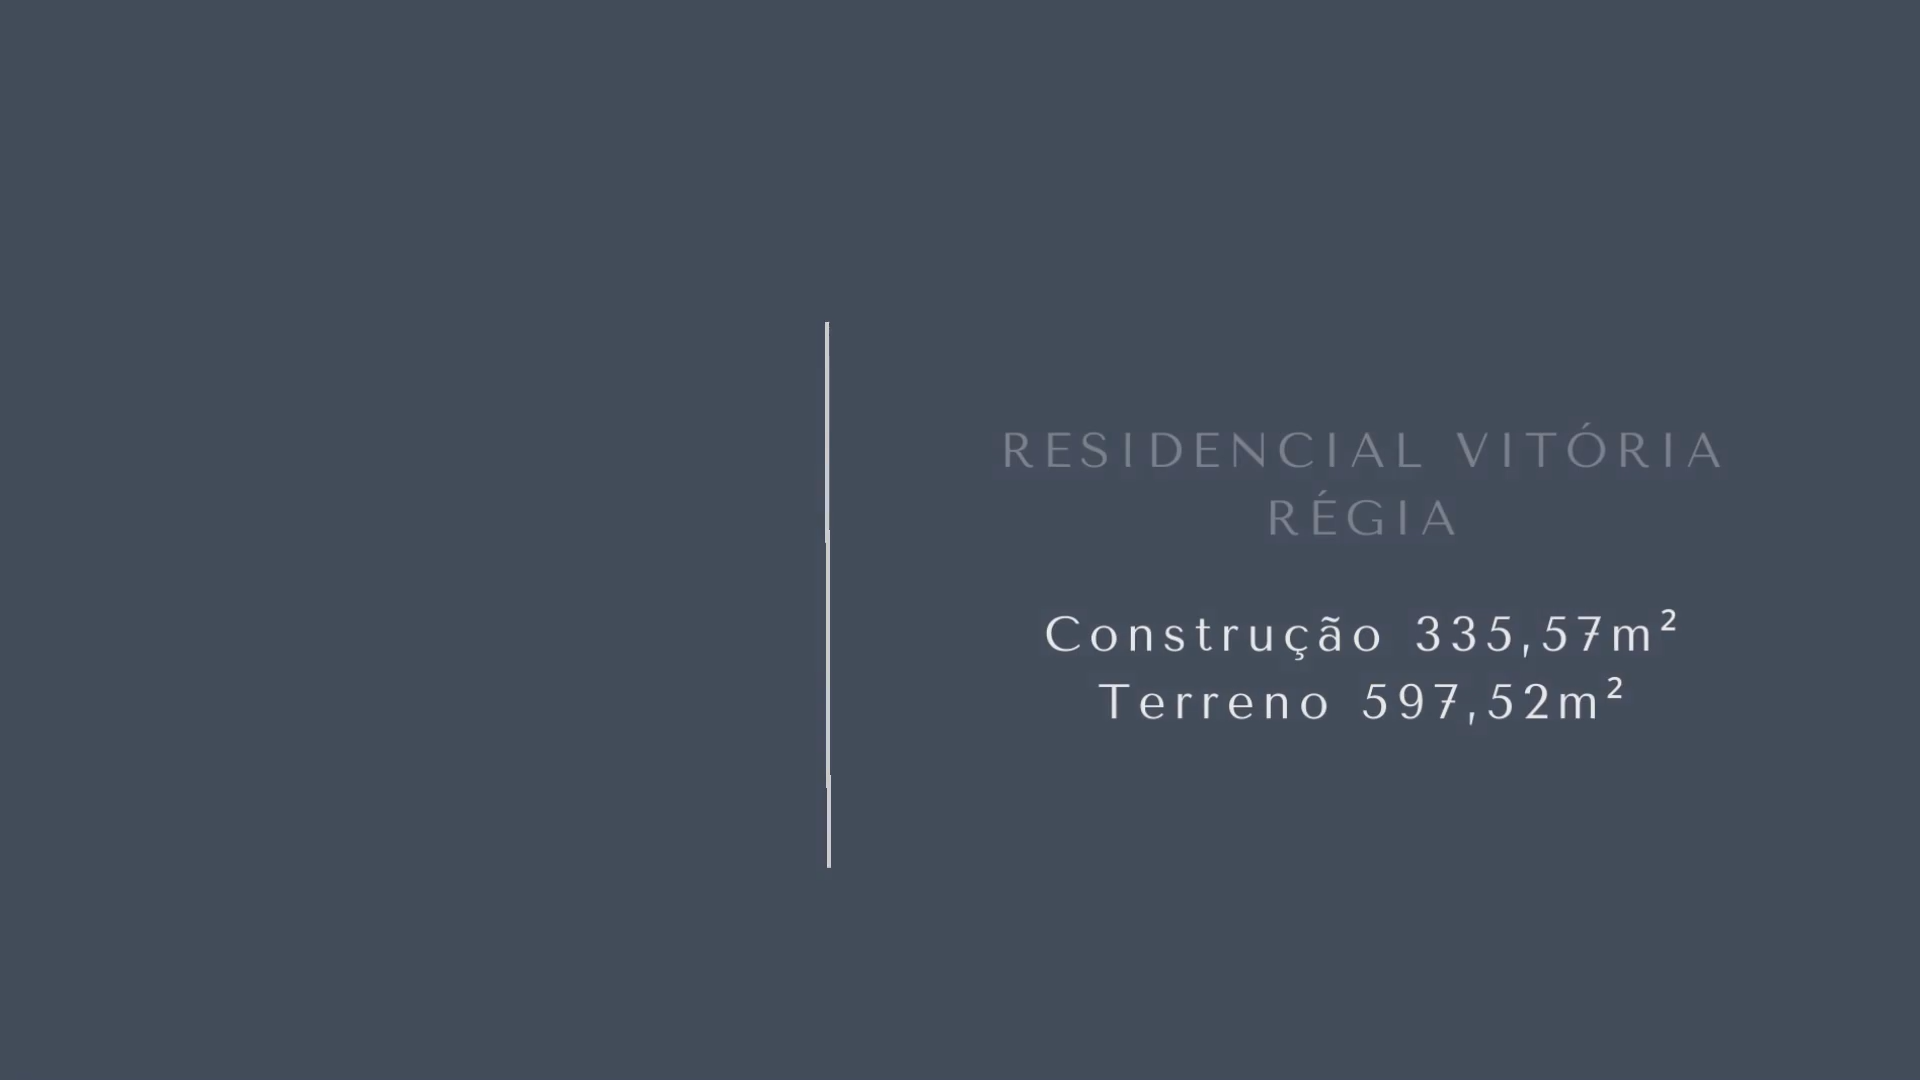 RESIDENCIAL VITÓRIA
RÉGIA
Construção 335,57m²
Terreno 597,52m²